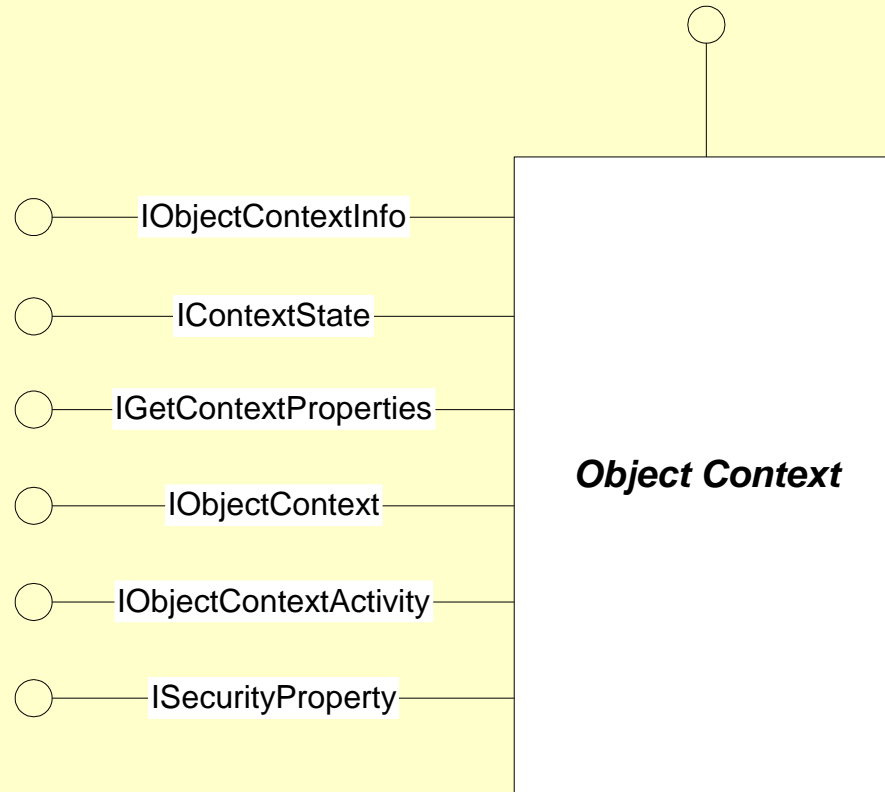 IObjectContextInfo
IContextState
IGetContextProperties
IObjectContext
IObjectContextActivity
ISecurityProperty
Object Context